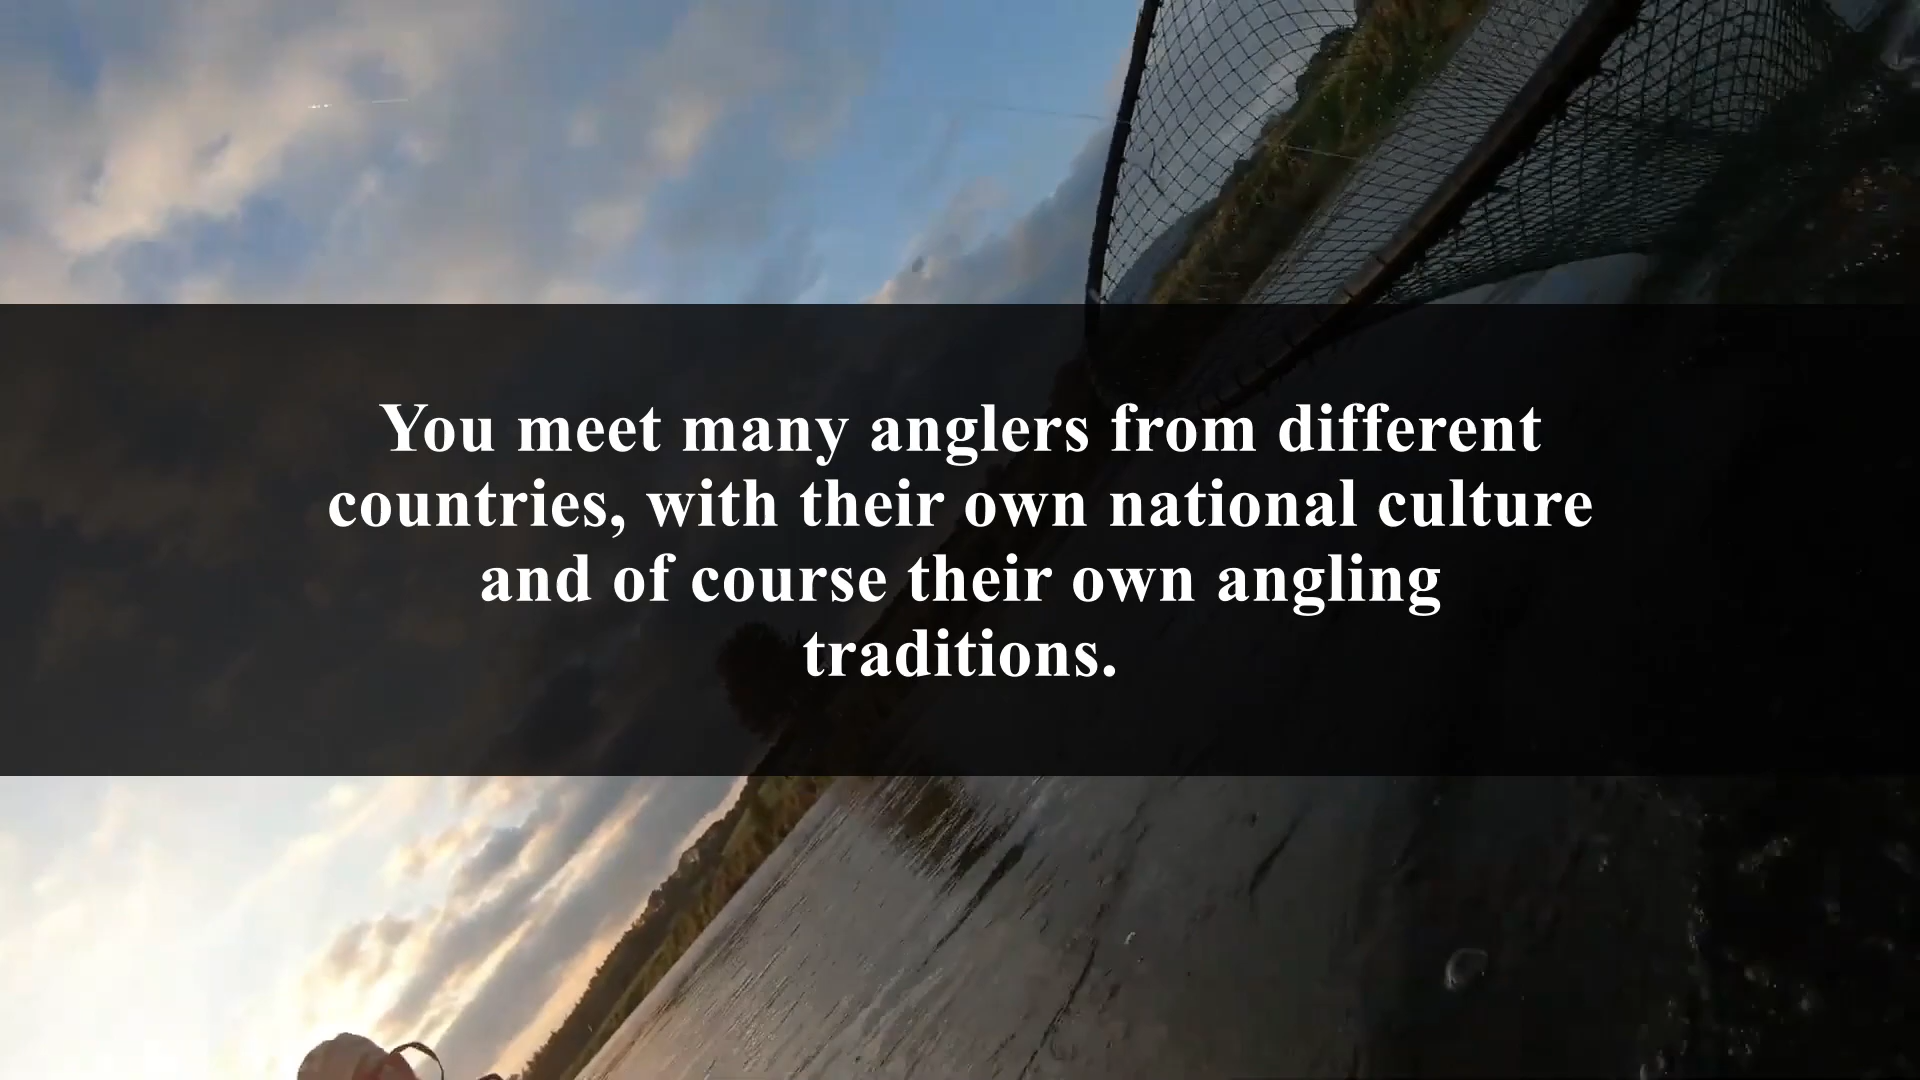 You meet many anglers from different
countries, with their own national culture
and of course their own angling
traditions.